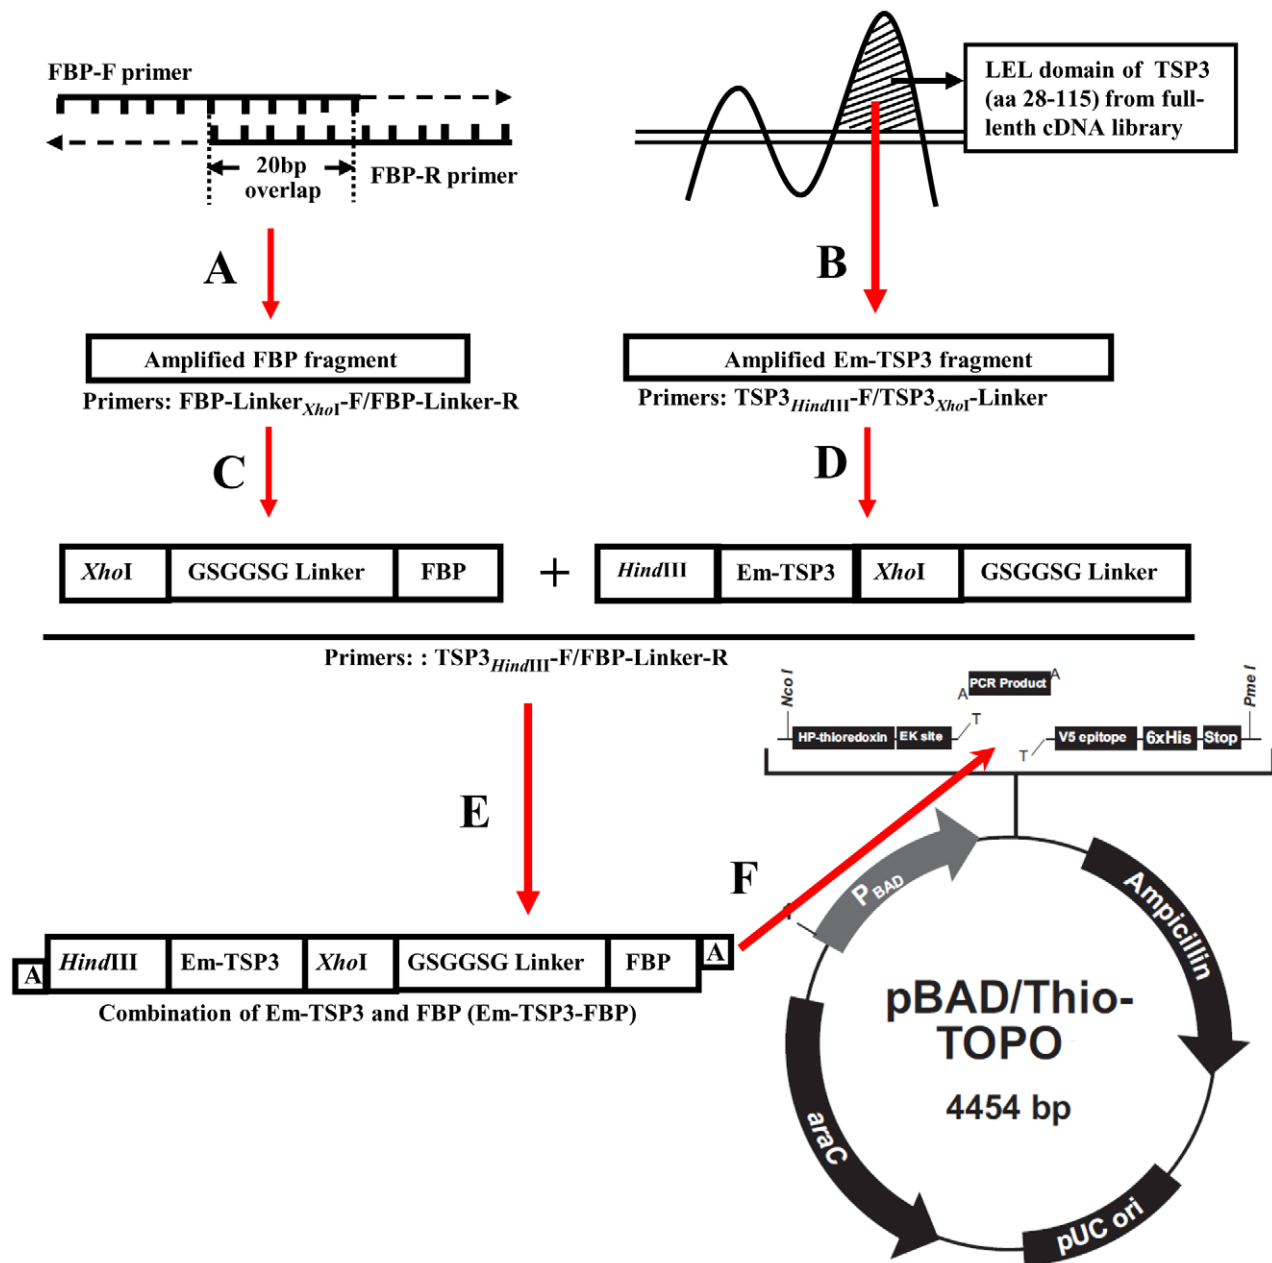 FBP-F primer
20bp
overlap
FBP-R primer
LEL domain of TSP3
(aa 28-115) from full-
lenth cDNA library
A
B
Amplified FBP fragment
Primers: FBP-LinkerXhoI-F/FBP-Linker-R
Amplified Em-TSP3 fragment
Primers: TSP3HindIII-F/TSP3XhoI-Linker
C
D
XhoI GSGGSG Linker FBP
+
HindIII Em-TSP3 XhoI GSGGSG Linker
Primers: : TSP3HindIII-F/FBP-Linker-R
Nco I
A PCR Product A
Pme I
HP-thioredoxin EK site T
T V5 epitope 6xHis Stop
E
F
A HindIII Em-TSP3 XhoI GSGGSG Linker FBP A
Combination of Em-TSP3 and FBP (Em-TSP3-FBP)
PBAD
Ampicillin
pBAD/Thio-
TOPO
4454 bp
araC
pUC ori